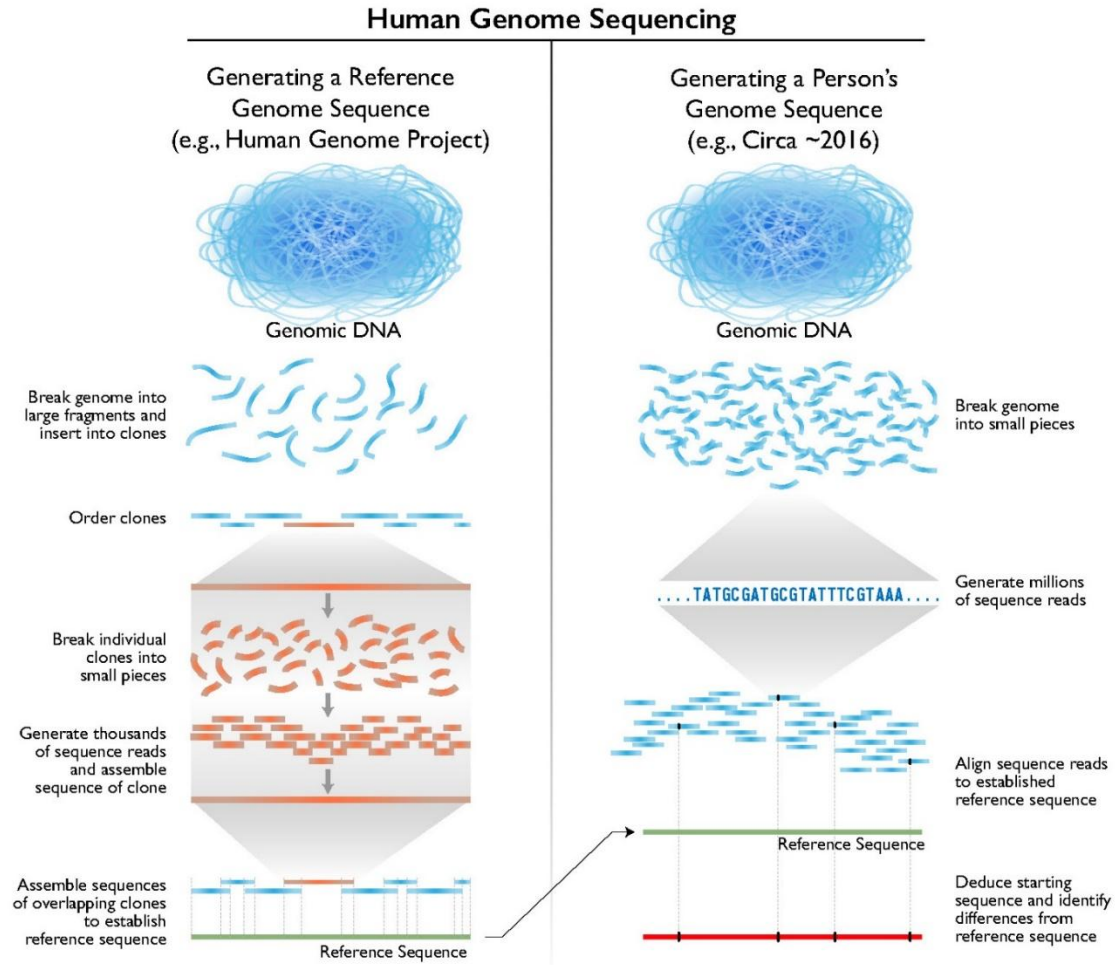 Human Genome Sequencing
Generating a Reference
Genome Sequence
(e.g., Human Genome Project)
Genomic DNA
Break genome into
large fragments and
insert into clones
Order clones
Break individual
clones into
small pieces
Generate thousands
of sequence reads
and assemble
sequence of clone
Assemble sequences
of overlapping clones
to establish
reference sequence
Reference Sequence
Generating a Person's
Genome Sequence
(e.g., Circa ~2016)
Genomic DNA
Break genome
into small pieces
....TATGCGATGCGTATTTCGTAAA....
Generate millions
of sequence reads
Align sequence reads
to established
reference sequence
Reference Sequence
Deduce starting
sequence and identify
differences from
reference sequence